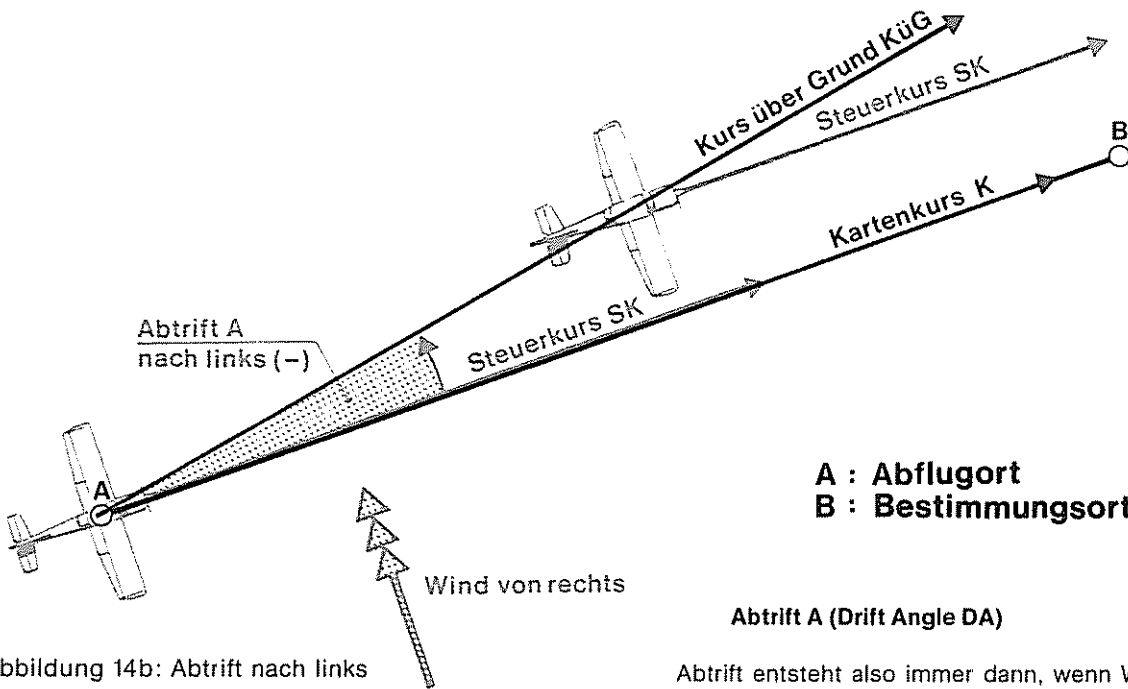 Kurs über Grund KüG
Steuerkurs SK
B
Kartenkurs K
Abtrift A
nach links (–)
Steuerkurs SK
A
A : Abflugort
B : Bestimmungsort
Wind von rechts
Abtrift A (Drift Angle DA)
bbildung 14b: Abtrift nach links
Abtrift entsteht also immer dann, wenn W